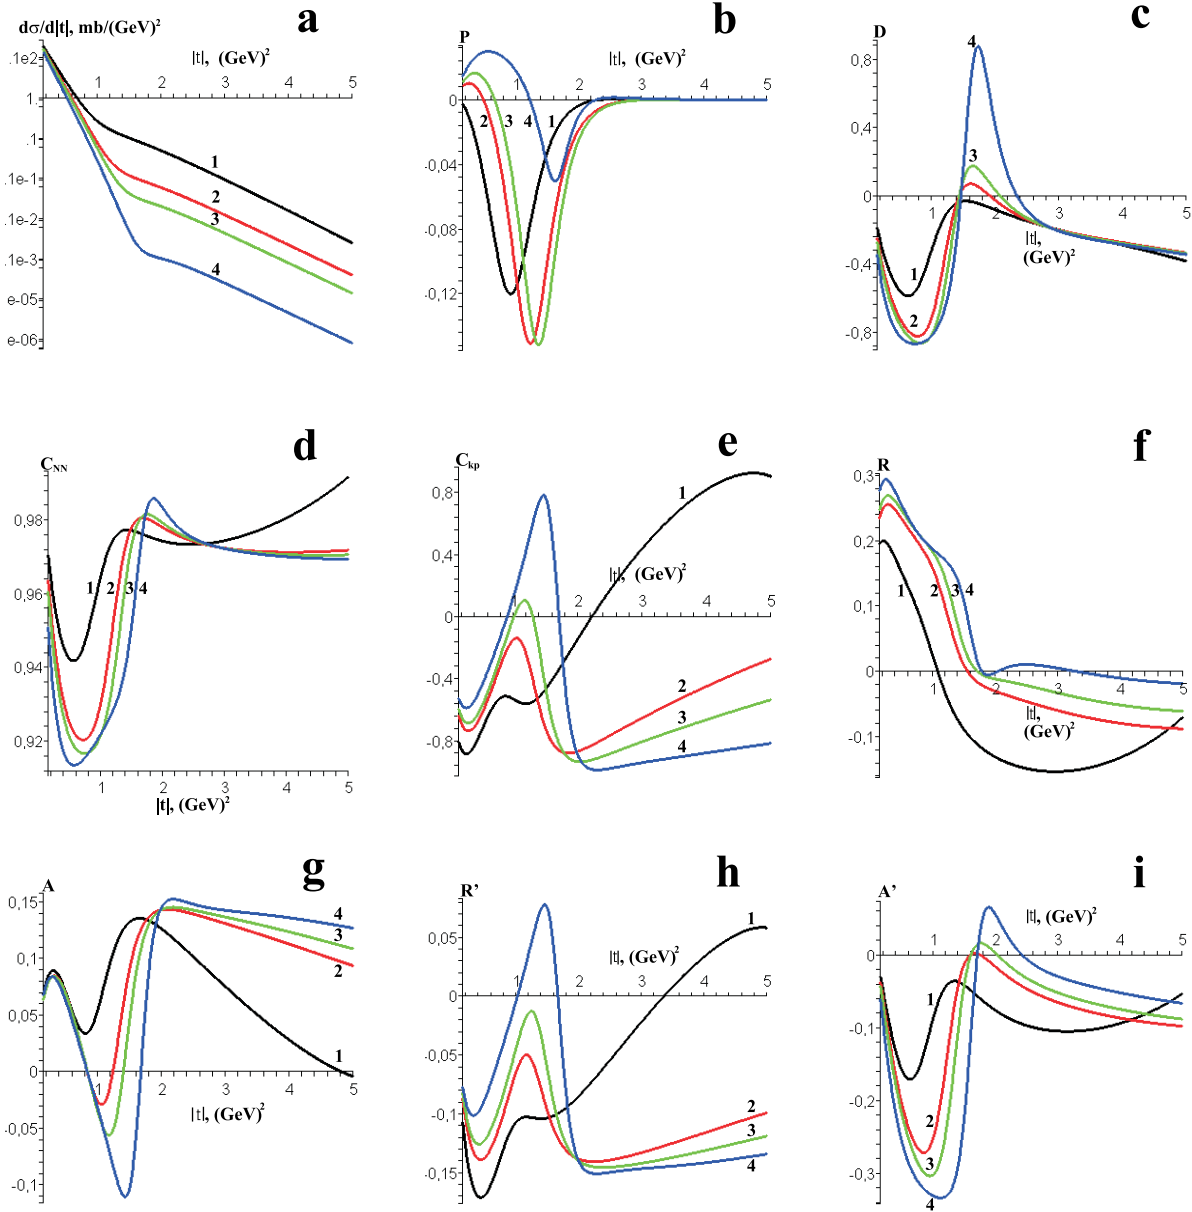 a
dσ/d|t|, mb/(GeV)²
|t|, (GeV)²
.1e2
1.
.1
.1e-1
.1e-2
.1e-3
e-05
e-06
1 2 3 4 5
1
2
3
4
b
P
|t|, (GeV)²
1 2 3 4 5
0
-0,04
-0,08
-0,12
2 3 4 1
c
D
4
0,8
0,4
0
-0,4
-0,8
3
1 2 3 4 5
|t|,
(GeV)²
1
2
d
C_NN
0,98
0,96
0,94
0,92
1 2 3 4
1 2 3 4 5
|t|, (GeV)²
e
C_kp
0,8
0,4
0
-0,4
-0,8
1
|t|, (GeV)²
1 2 3 4 5
2
3
4
f
R
0,3
0,2
0,1
0
-0,1
1 2 3 4
1 2 3 4 5
|t|,
(GeV)²
g
A
0,15
0,1
0,05
0
-0,05
-0,1
4
3
2
1
1 2 3 4 5
|t|, (GeV)²
h
R'
0,05
0
-0,05
-0,1
-0,15
1
|t|, (GeV)²
1 2 3 4 5
2
3
4
i
A'
|t|, (GeV)²
1 2 3 4 5
0
-0,1
-0,2
-0,3
1
2
3
4